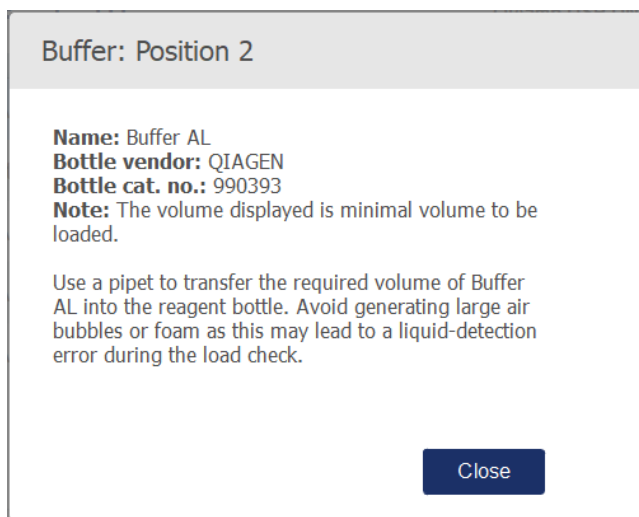 Buffer: Position 2
Name: Buffer AL
Bottle vendor: QIAGEN
Bottle cat. no.: 990393
Note: The volume displayed is minimal volume to be
loaded.
Use a pipet to transfer the required volume of Buffer
AL into the reagent bottle. Avoid generating large air
bubbles or foam as this may lead to a liquid-detection
error during the load check.
Close